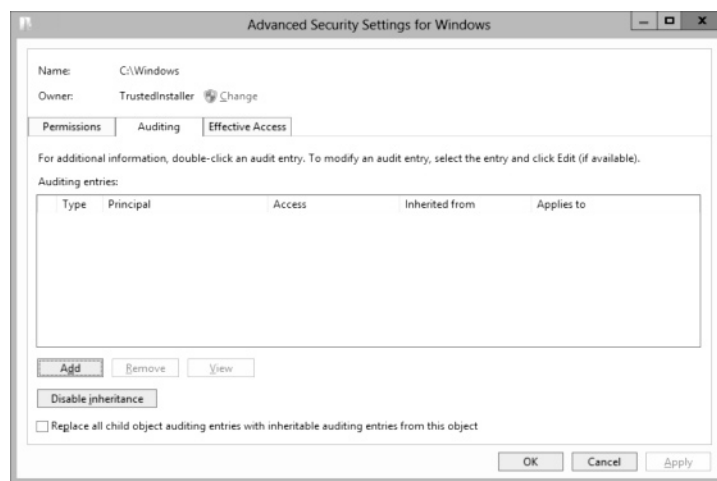 Advanced Security Settings for Windows
Name: C:\Windows
Owner: TrustedInstaller Change
Permissions Auditing Effective Access
For additional information, double-click an audit entry. To modify an audit entry, select the entry and click Edit (if available).
Auditing entries:
Type Principal Access Inherited from Applies to
Add Remove View
Disable inheritance
Replace all child object auditing entries with inheritable auditing entries from this object
OK Cancel Apply